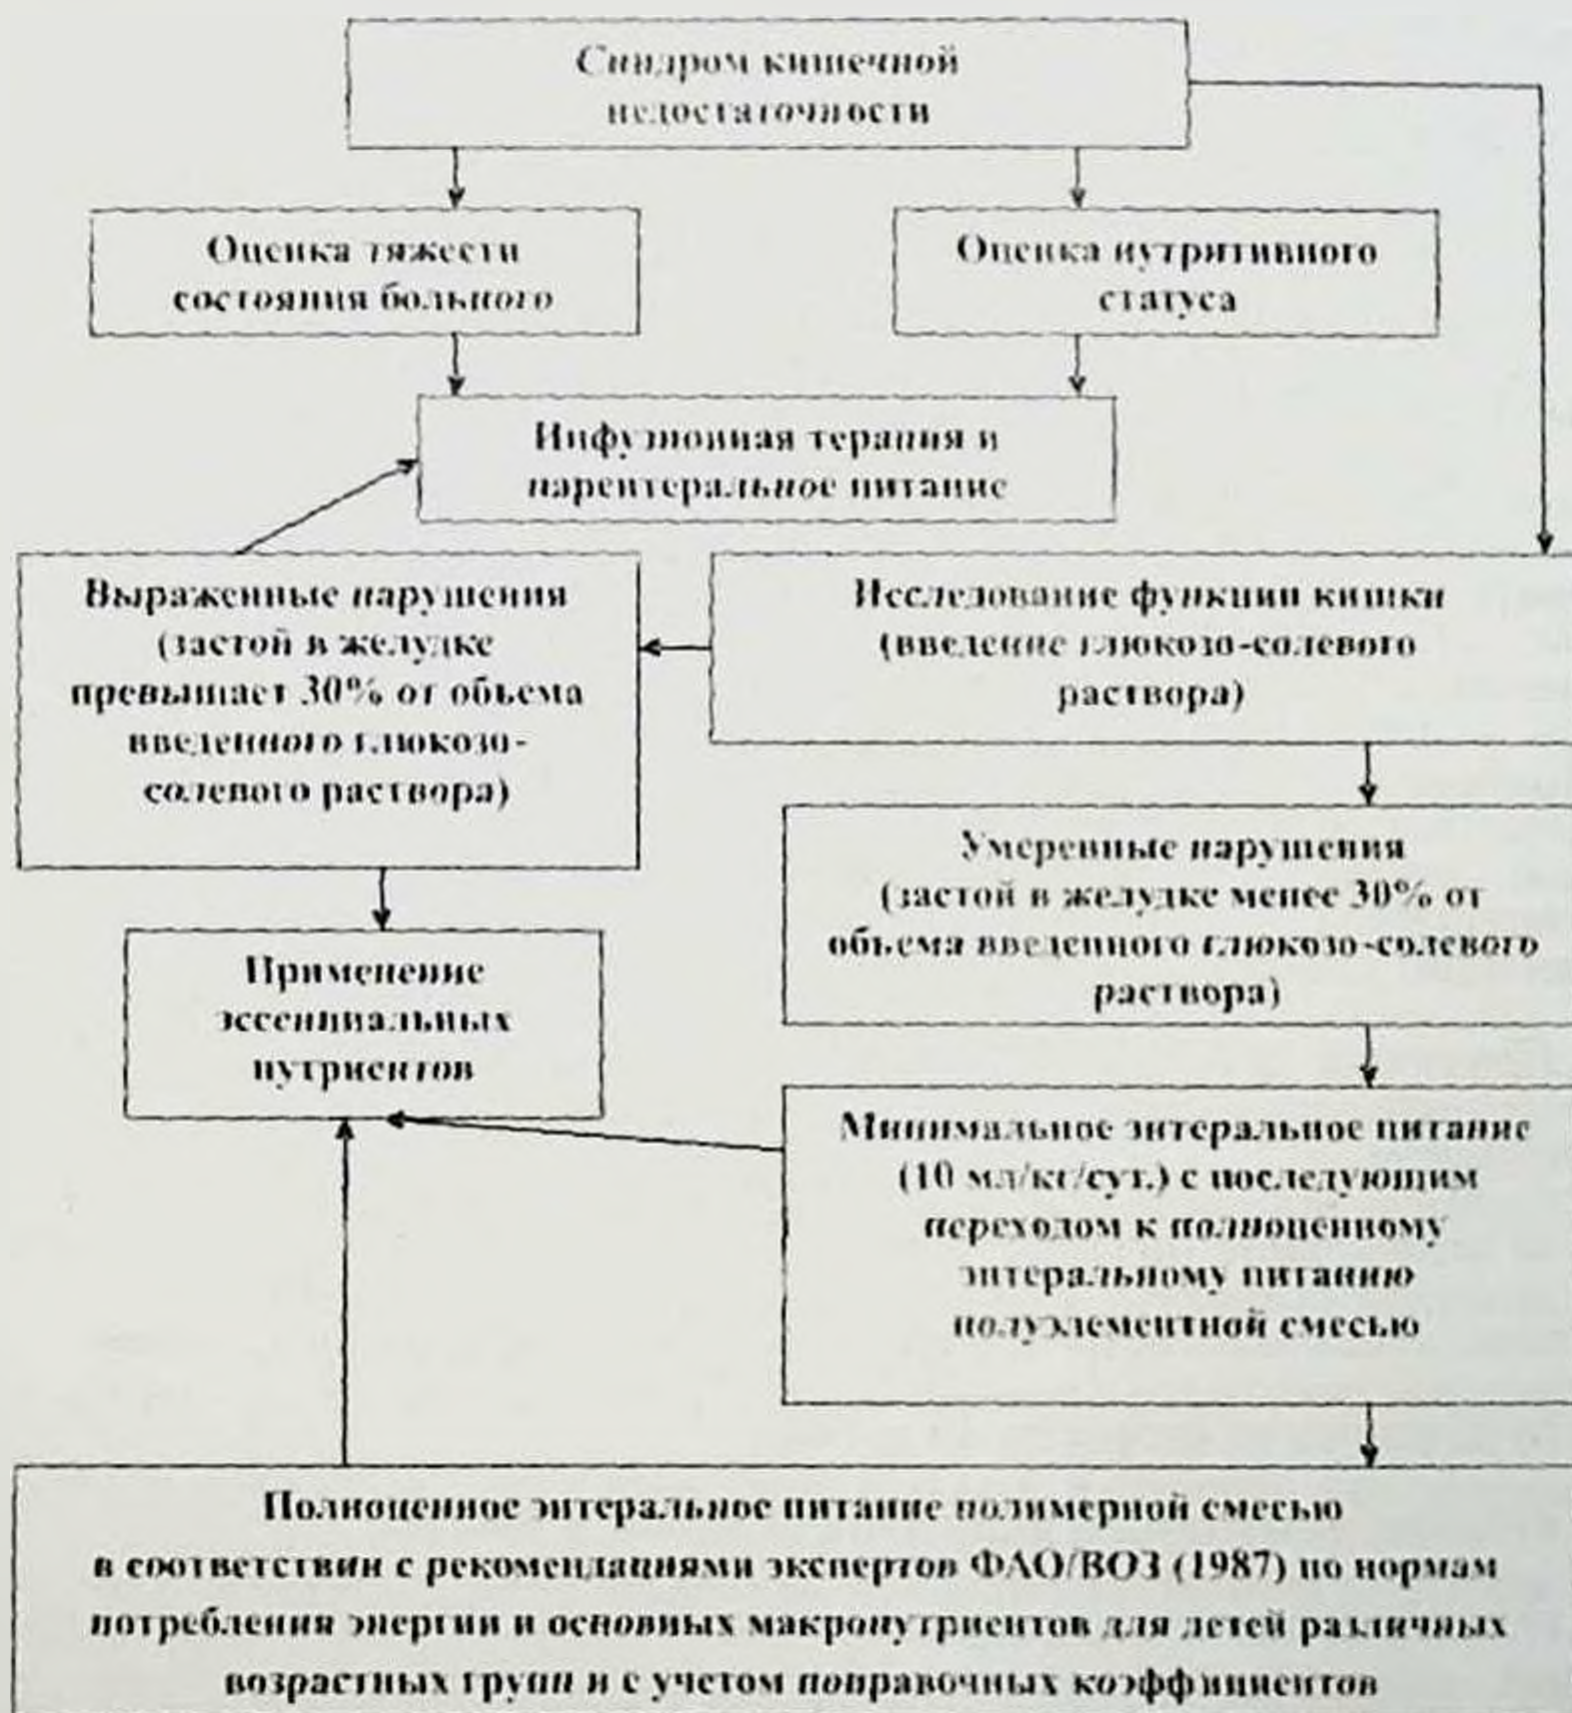 Синдром кишечной
недостаточности
Оценка тяжести
состояния больного
Оценка нутритивного
статуса
Инфузионная терапия и
парентеральное питание
Выраженные нарушения
(застой в желудке
превышает 30% от объема
введенного глюкозо-
солевого раствора)
Исследование функции кишки
(введение глюкозо-солевого
раствора)
Умеренные нарушения
(застой в желудке менее 30% от
объема введенного глюкозо-солевого
раствора)
Применение
эссенциальных
нутриентов
Минимальное энтеральное питание
(10 мл/кг/сут.) с последующим
переходом к полноценному
энтеральному питанию
полуэлементной смесью
Полноценное энтеральное питание полимерной смесью
в соответствии с рекомендациями экспертов ФАО/ВОЗ (1987) по нормам
потребления энергии и основных макронутриентов для детей различных
возрастных групп и с учетом поправочных коэффициентов